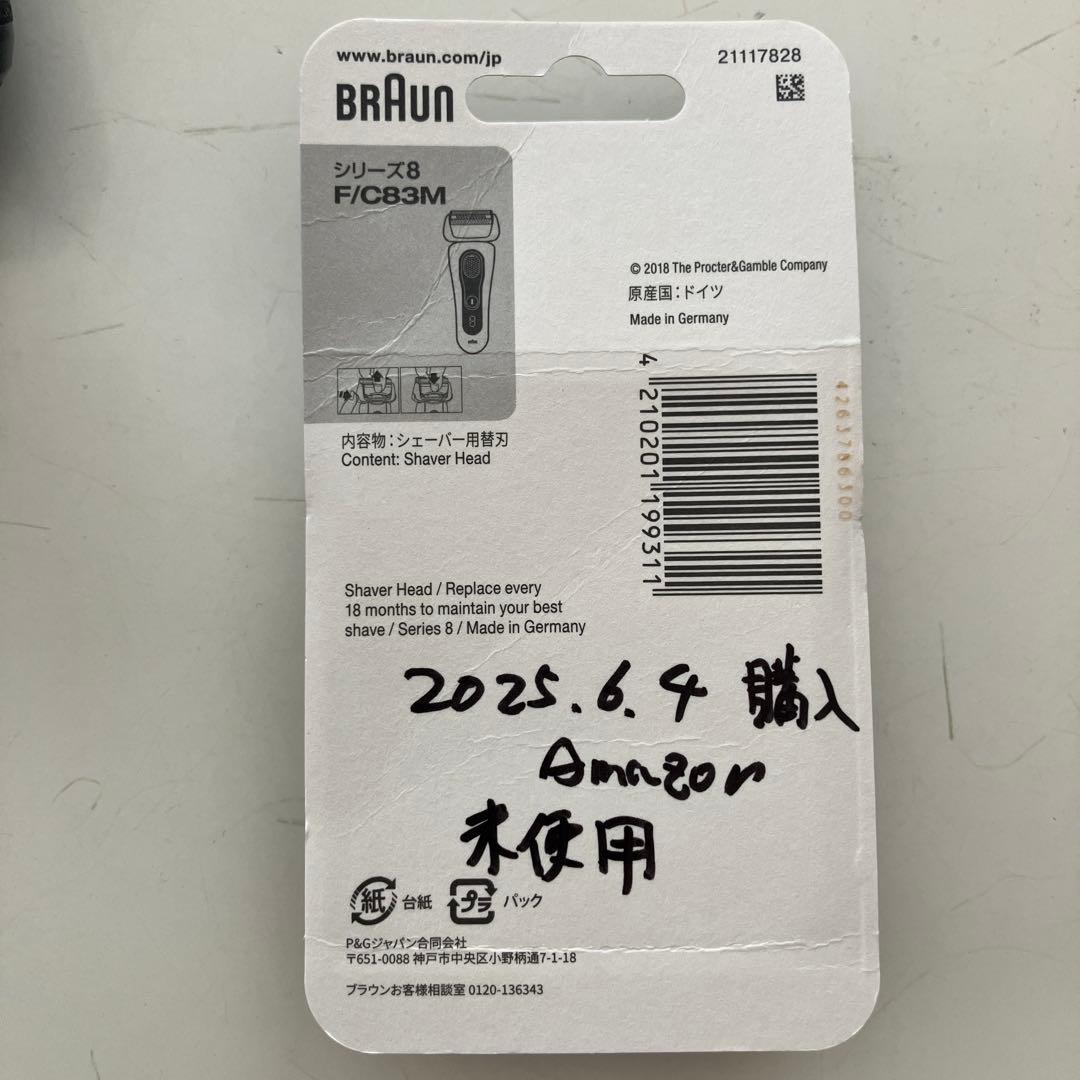 www.braun.com/jp
21117828
BRAUN
シリーズ8
F/C83M
© 2018 The Procter&Gamble Company
原産国：ドイツ
Made in Germany
4 210201 199311
4263786300
内容物：シェーバー用替刃
Content: Shaver Head
Shaver Head / Replace every
18 months to maintain your best
shave / Series 8 / Made in Germany
2025.6.4 購入
Amazon
未使用
紙 台紙 プラ パック
P&Gジャパン合同会社
〒651-0088 神戸市中央区小野柄通7-1-18
ブラウンお客様相談室 0120-136343